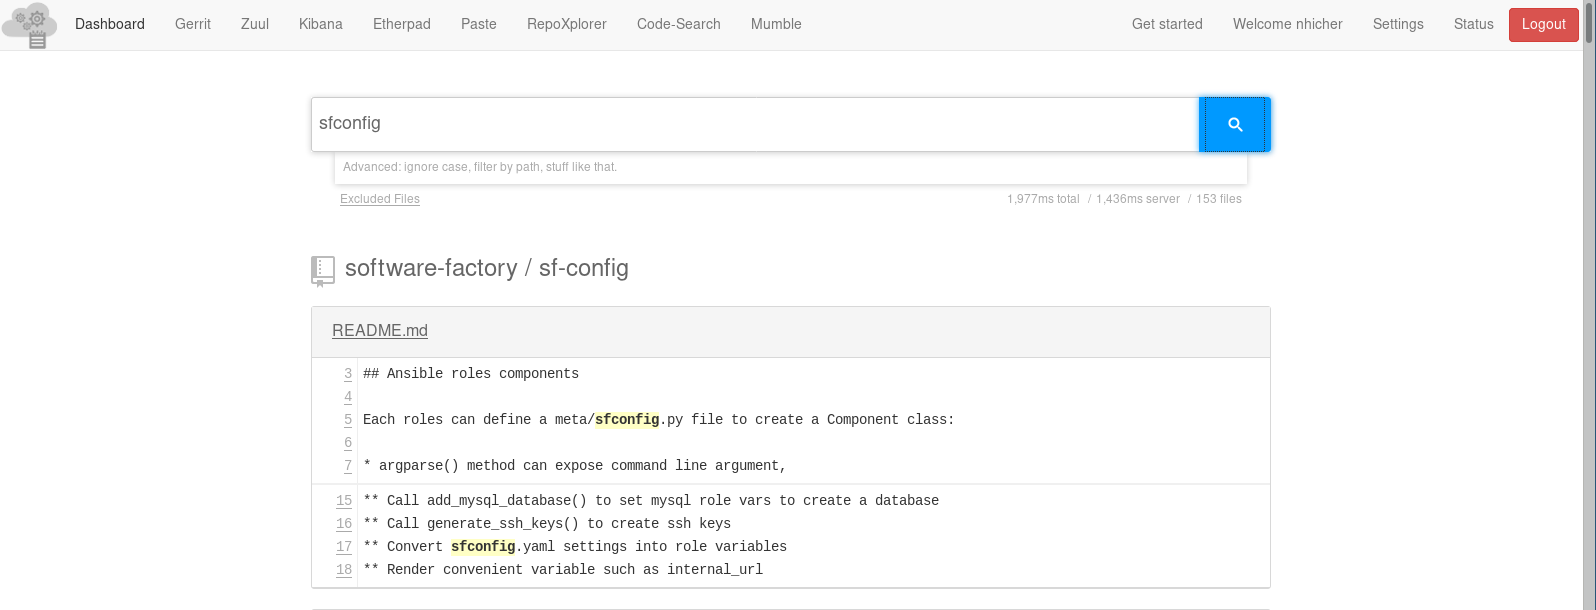 Dashboard Gerrit Zuul Kibana Etherpad Paste RepoXplorer Code-Search Mumble Get started Welcome nhicher Settings Status Logout
sfconfig
Advanced: ignore case, filter by path, stuff like that.
Excluded Files 1,977ms total / 1,436ms server / 153 files
software-factory / sf-config
README.md
3 ## Ansible roles components
4
5 Each roles can define a meta/sfconfig.py file to create a Component class:
6
7 * argparse() method can expose command line argument,
15 ** Call add_mysql_database() to set mysql role vars to create a database
16 ** Call generate_ssh_keys() to create ssh keys
17 ** Convert sfconfig.yaml settings into role variables
18 ** Render convenient variable such as internal_url